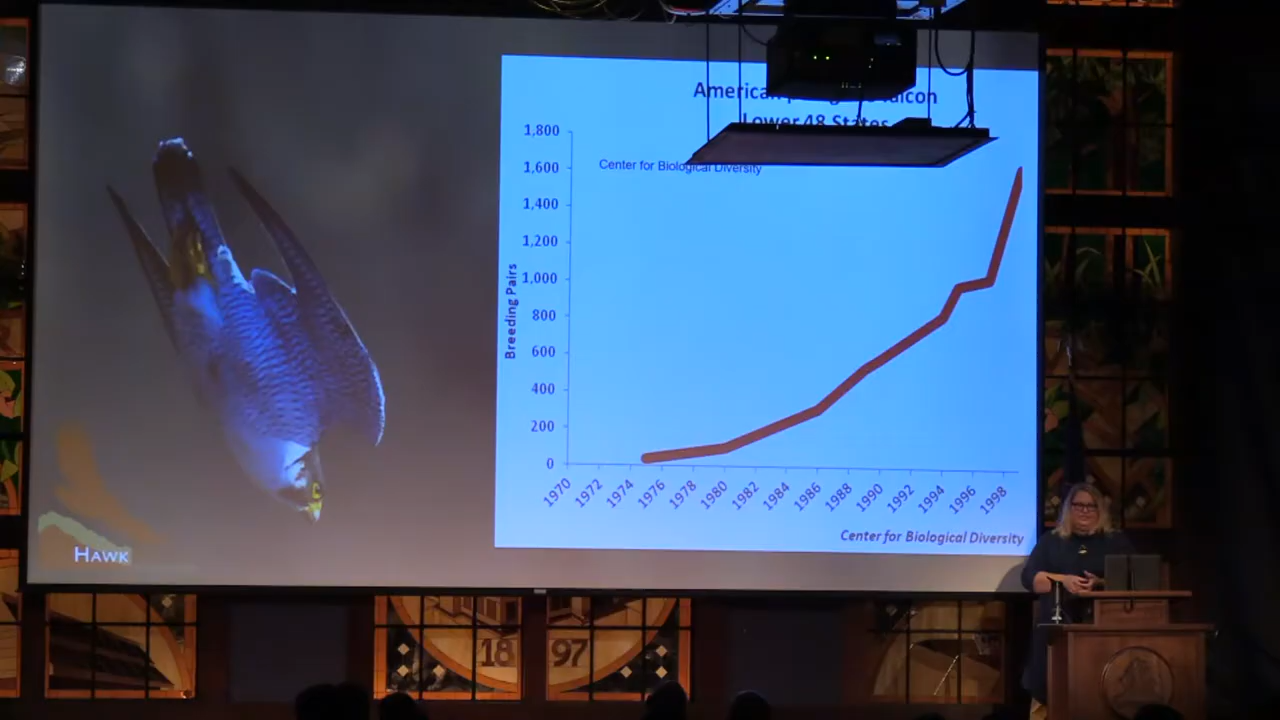 American
Lower 48 States
Center for Biological Diversity
1,800
1,600
1,400
1,200
1,000
800
600
400
200
0
Breeding Pairs
1970 1972 1974 1976 1978 1980 1982 1984 1986 1988 1990 1992 1994 1996 1998
Center for Biological Diversity
HAWK
18 97